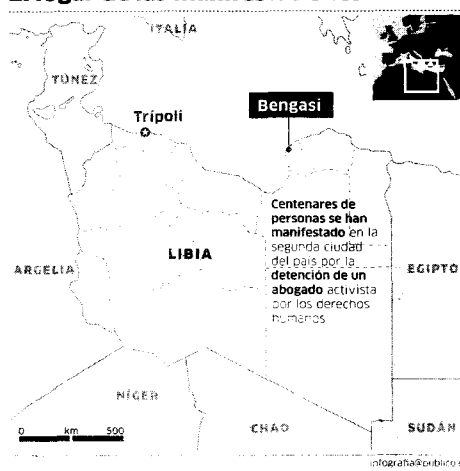 ITALIA
TÚNEZ
Trípoli
Bengasi
Centenares de
personas se han
manifestado en la
segunda ciudad
del país por la
detención de un
abogado activista
por los derechos
humanos
LIBIA
ARGELIA
EGIPTO
NÍGER
CHAD
SUDÁN
0 km 500